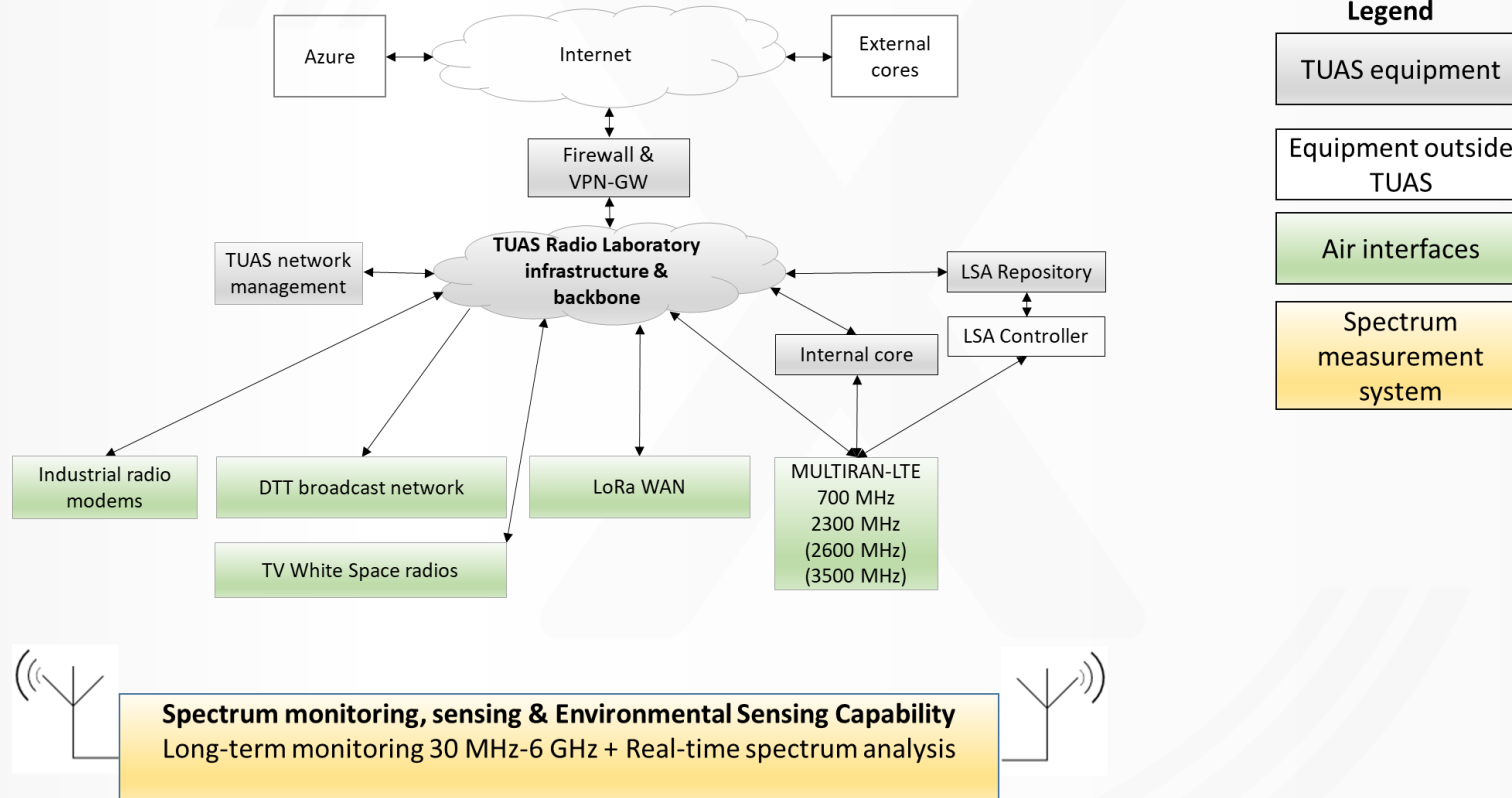 Legend
Azure
Internet
External
cores
TUAS equipment
Firewall &
VPN-GW
Equipment outside
TUAS
TUAS Radio Laboratory
infrastructure &
backbone
TUAS network
management
LSA Repository
Air interfaces
LSA Controller
Internal core
Spectrum
measurement
system
Industrial radio
modems
DTT broadcast network
LoRa WAN
MULTIRAN-LTE
700 MHz
2300 MHz
(2600 MHz)
(3500 MHz)
TV White Space radios
Spectrum monitoring, sensing & Environmental Sensing Capability
Long-term monitoring 30 MHz-6 GHz + Real-time spectrum analysis